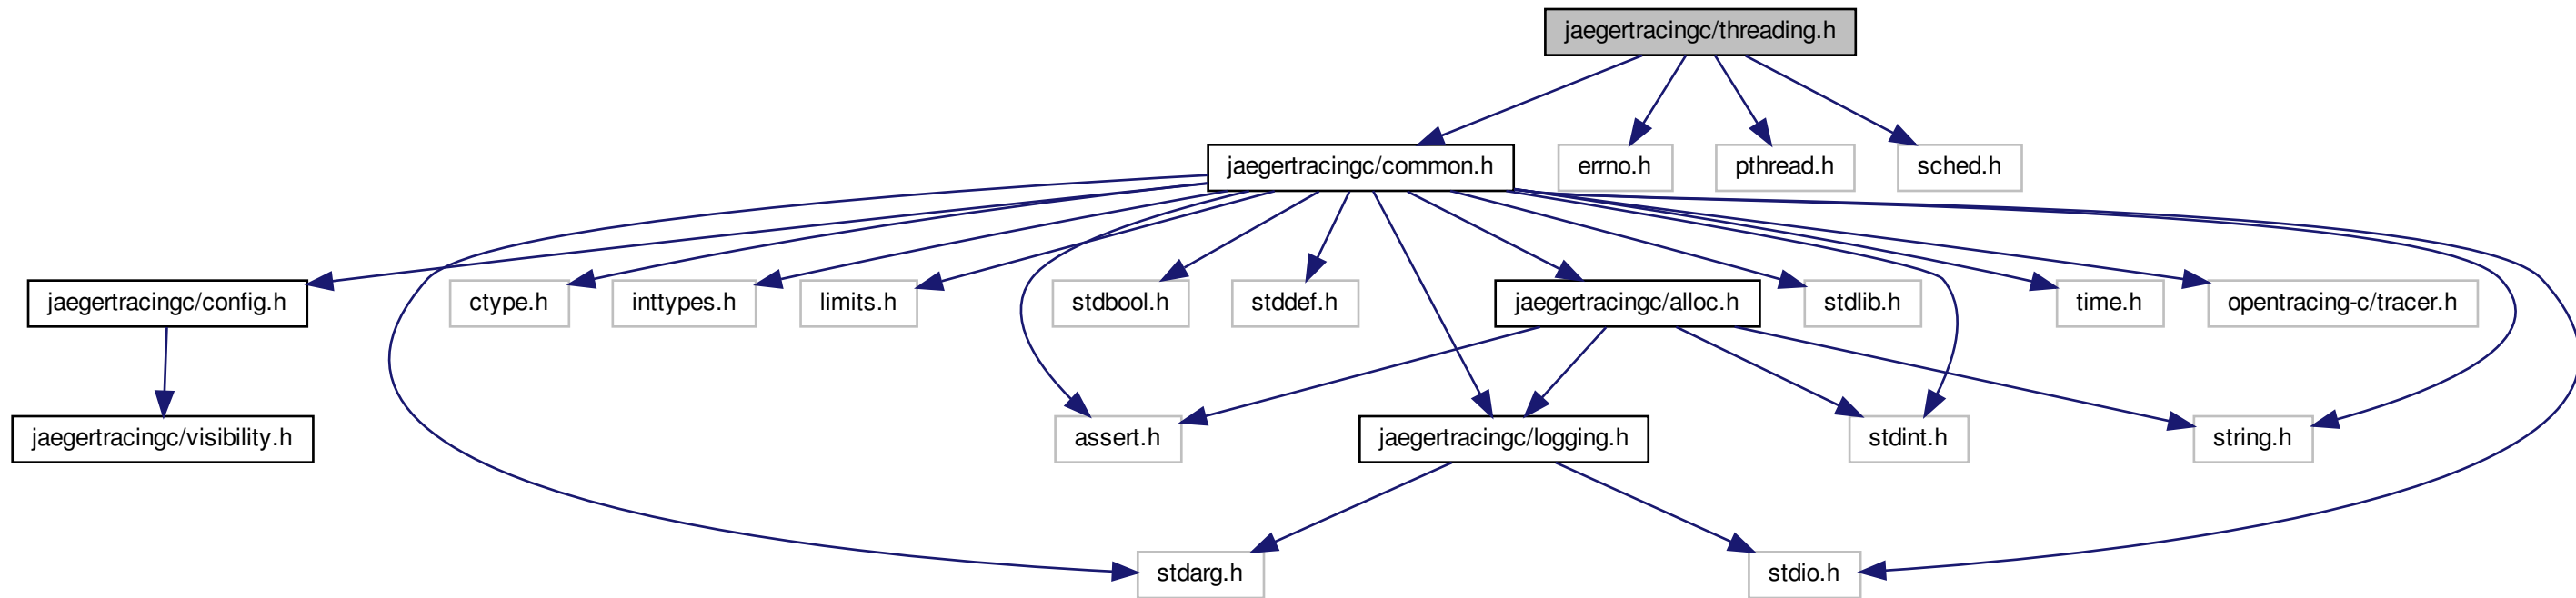 jaegertracingc/threading.h
jaegertracingc/common.h
errno.h
pthread.h
sched.h
jaegertracingc/config.h
ctype.h
inttypes.h
limits.h
stdbool.h
stddef.h
jaegertracingc/alloc.h
stdlib.h
time.h
opentracing-c/tracer.h
jaegertracingc/visibility.h
assert.h
jaegertracingc/logging.h
stdint.h
string.h
stdarg.h
stdio.h